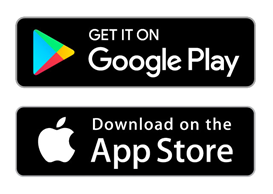 GET IT ON
Google Play
Download on the
App Store